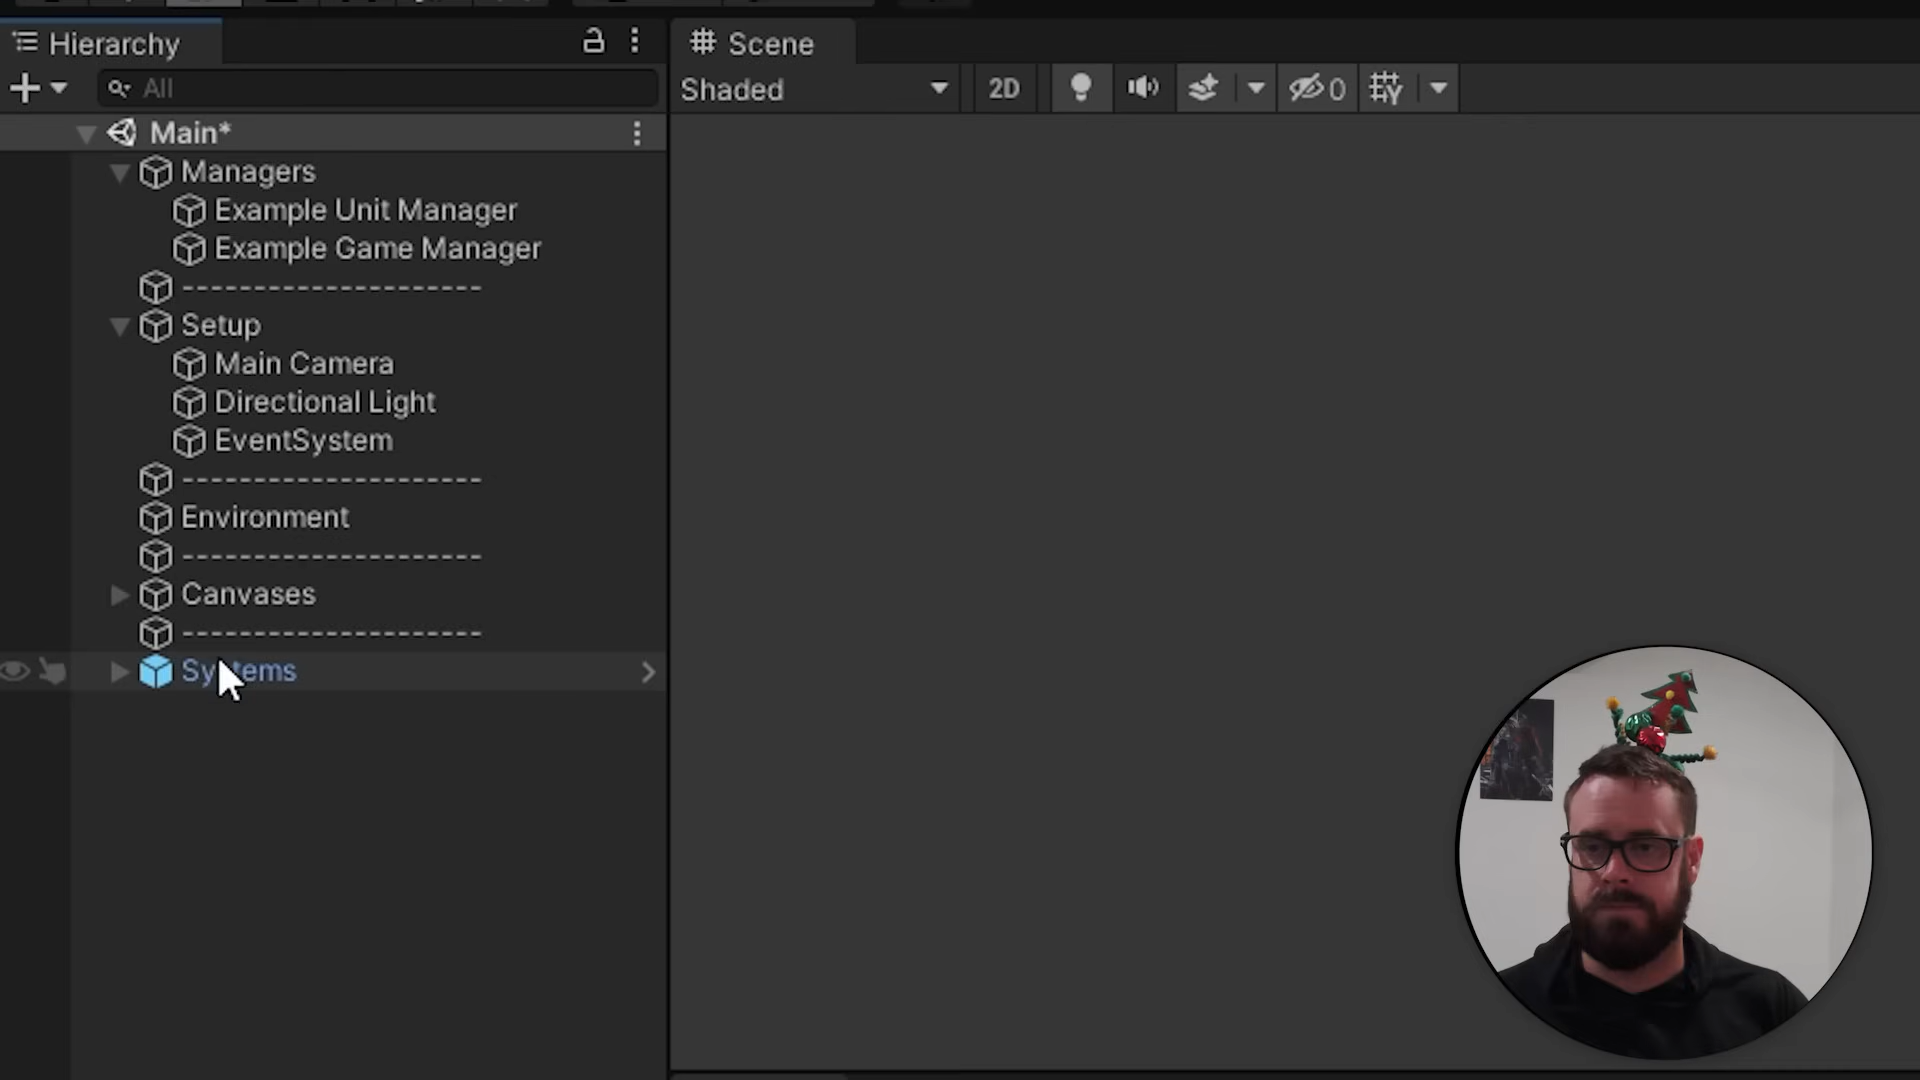 Hierarchy
All
Main*
Managers
Example Unit Manager
Example Game Manager
---------------------
Setup
Main Camera
Directional Light
EventSystem
---------------------
Environment
---------------------
Canvases
---------------------
Systems
Scene
Shaded
2D
0